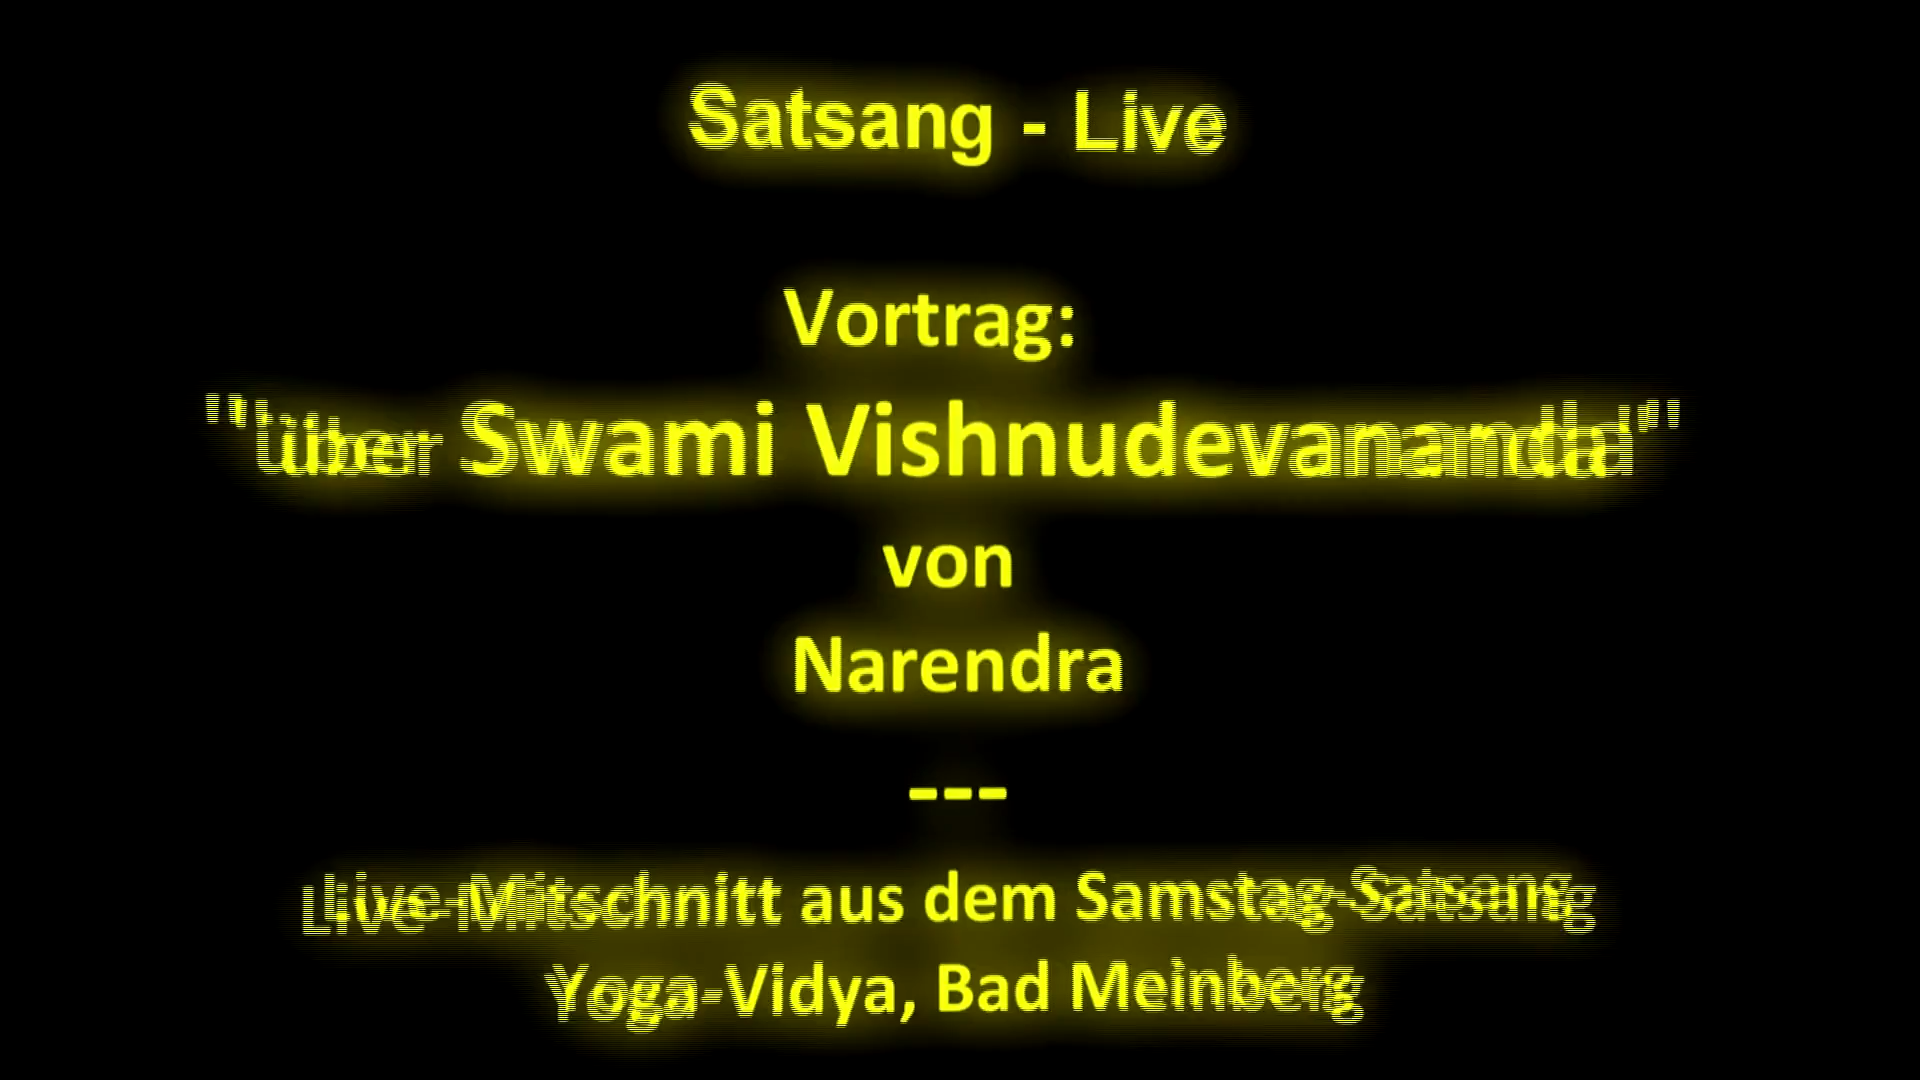 Satsang - Live
Vortrag:
"über Swami Vishnudevananda"
von
Narendra
---
Live-Mitschnitt aus dem Samstag-Satsang
Yoga-Vidya, Bad Meinberg